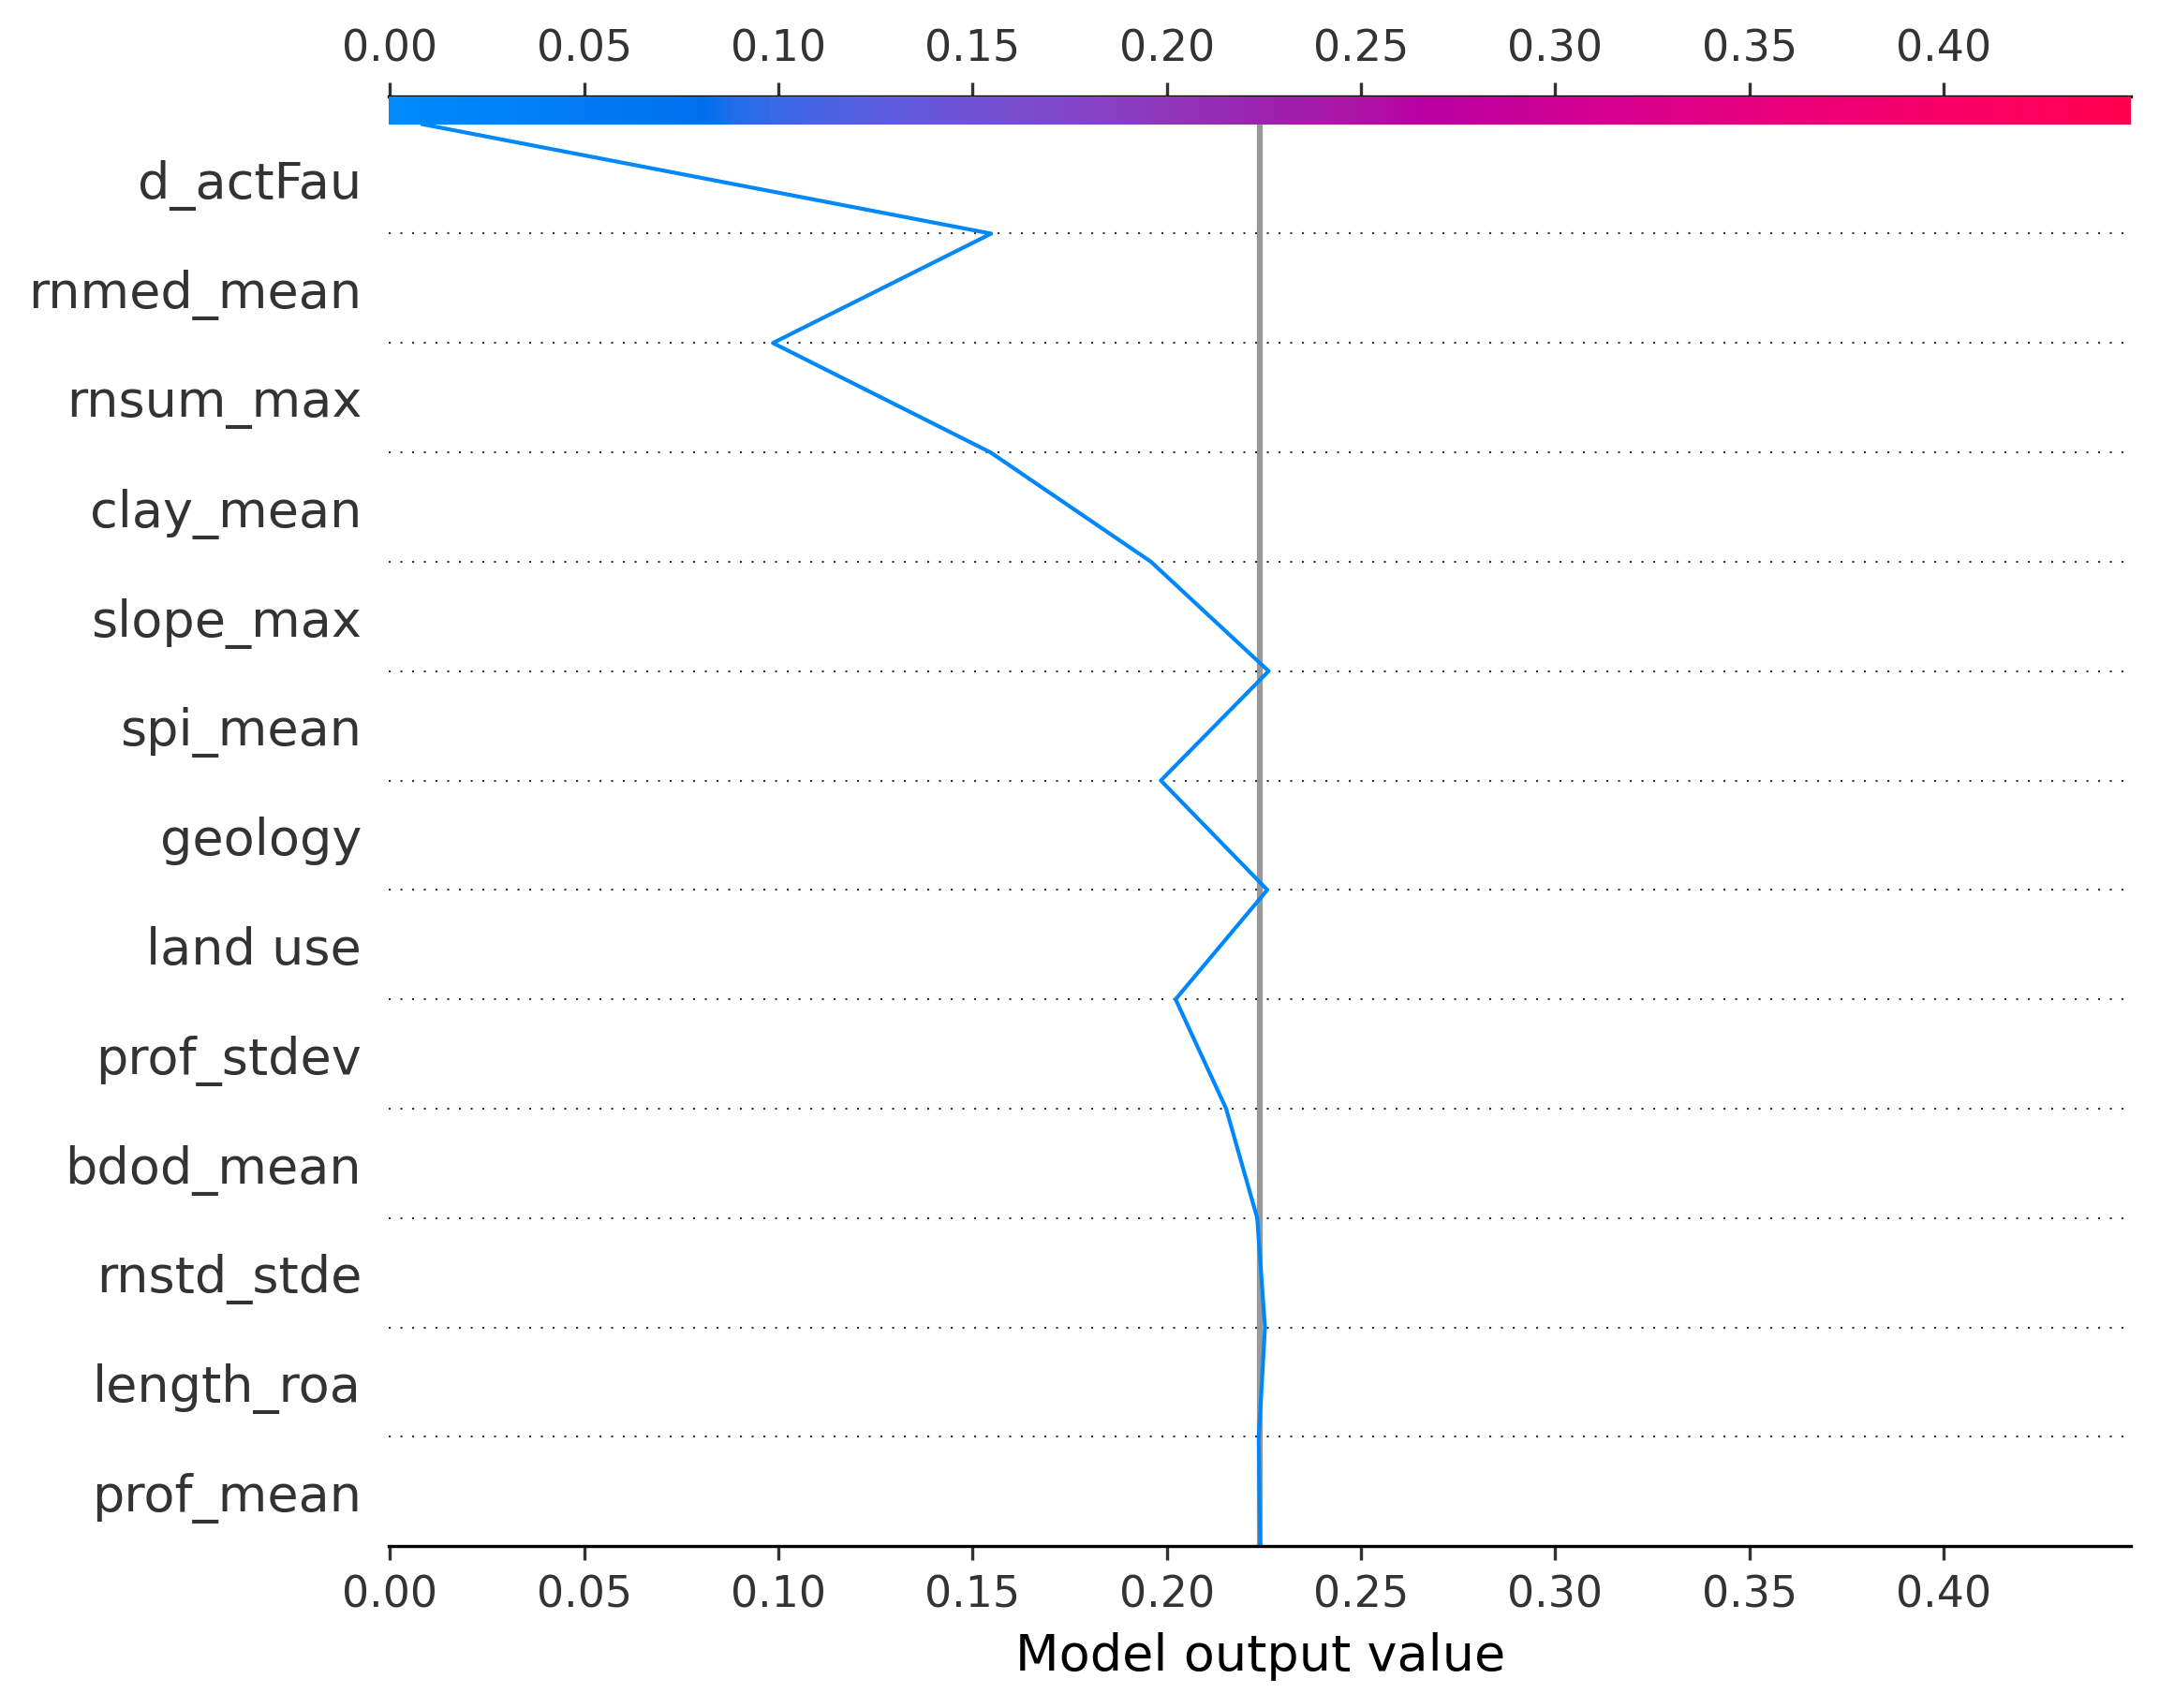 0.00 0.05 0.10 0.15 0.20 0.25 0.30 0.35 0.40
d_actFau
rnmed_mean
rnsum_max
clay_mean
slope_max
spi_mean
geology
land use
prof_stdev
bdod_mean
rnstd_stde
length_roa
prof_mean
0.00 0.05 0.10 0.15 0.20 0.25 0.30 0.35 0.40
Model output value